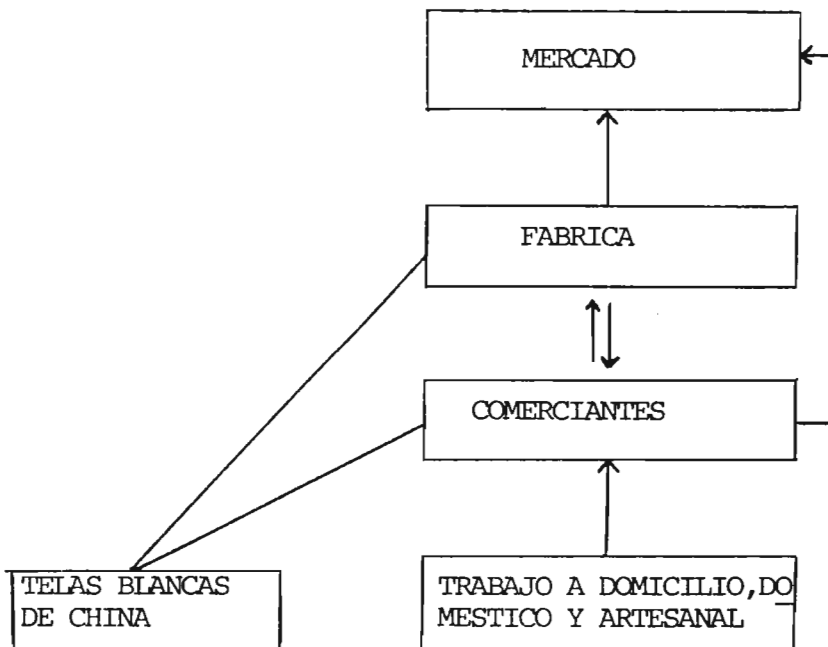 MERCADO
FABRICA
COMERCIANTES
TELAS BLANCAS
DE CHINA
TRABAJO A DOMICILIO,DO
MESTICO Y ARTESANAL